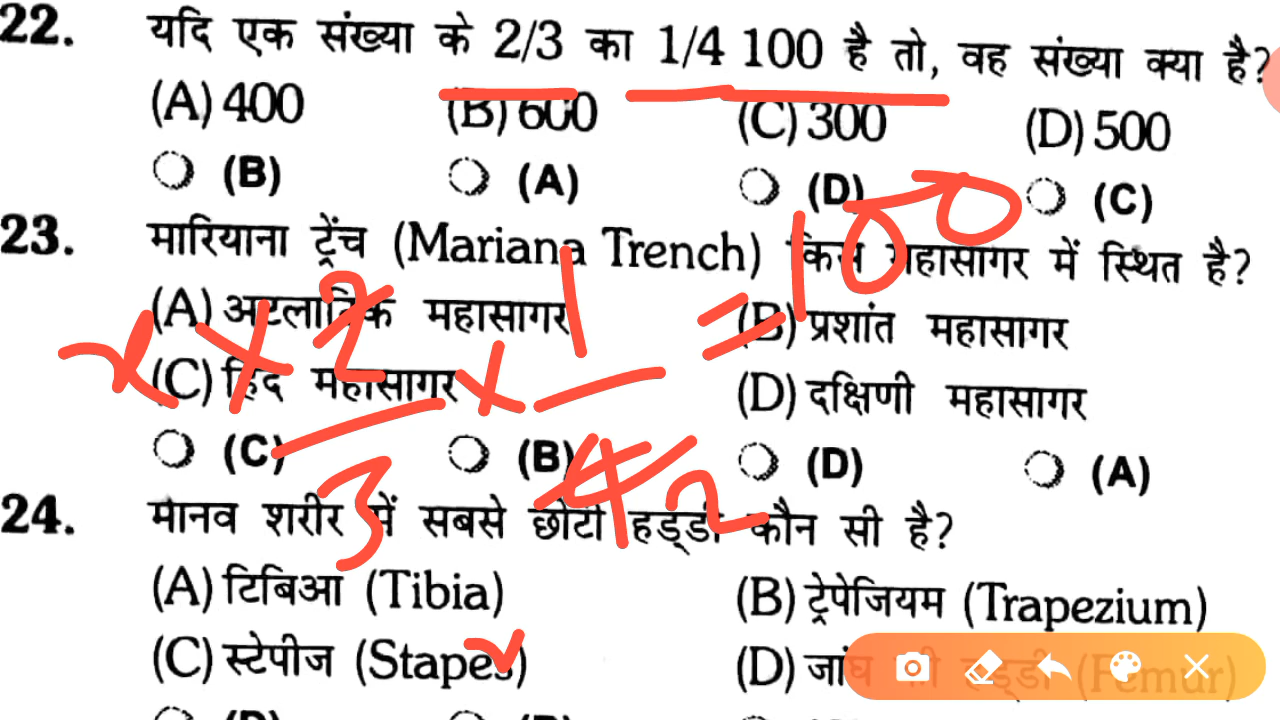 22. यदि एक संख्या के 2/3 का 1/4 100 है तो, वह संख्या क्या है?
(A) 400 (B) 600 (C) 300 (D) 500
(B) (A) (D) (C)
23. मारियाना ट्रेंच (Mariana Trench) किस महासागर में स्थित है?
(A) अटलांटिक महासागर (B) प्रशांत महासागर
(C) हिंद महासागर (D) दक्षिणी महासागर
(C) (B) (D) (A)
x × 2/3 × 1/4 2 = 100
24. मानव शरीर में सबसे छोटी हड्डी कौन सी है?
(A) टिबिआ (Tibia) (B) ट्रेपेजियम (Trapezium)
(C) स्टेपीज (Stapes) (D) जांघ की हड्डी (Femur)
(D) (B)